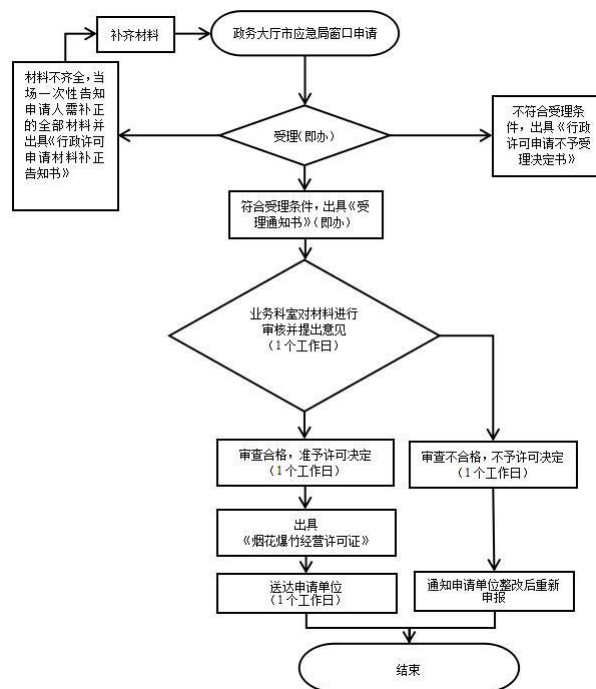 补齐材料
政务大厅市应急局窗口申请
材料不齐全,当
场一次性告知
申请人需补正
的全部材料并
出具《行政许可
申请材料补正
告知书》
受理(即办)
不符合受理条
件,出具《行政
许可申请不予受
理决定书》
符合受理条件,出具《受
理通知书》(即办)
业务科室对材料进行
审核并提出意见
(1个工作日)
审查合格,准予许可决定
(1个工作日)
审查不合格,不予许可决定
(1个工作日)
出具
《烟花爆竹经营许可证》
送达申请单位
(1个工作日)
通知申请单位整改后重新
申报
结束